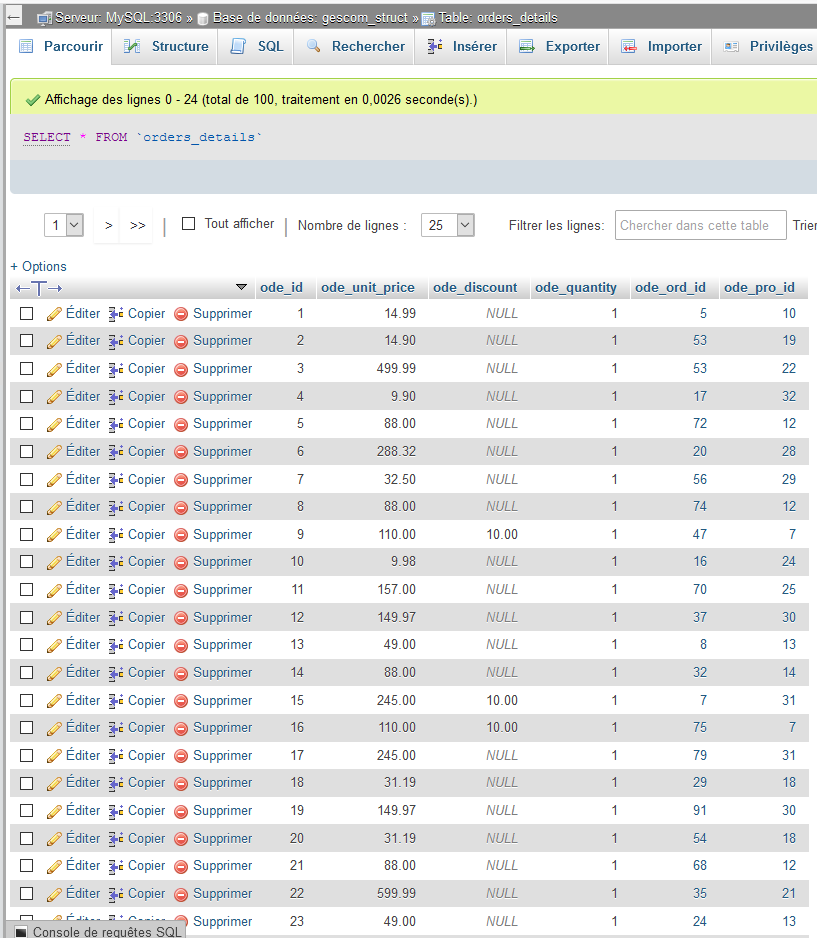 Serveur: MySQL:3306 » Base de données: gescom_struct » Table: orders_details
Parcourir Structure SQL Rechercher Insérer Exporter Importer Privilèges
Affichage des lignes 0 - 24 (total de 100, traitement en 0,0026 seconde(s).)
SELECT * FROM `orders_details`
1 > >> | Tout afficher | Nombre de lignes : 25 Filtrer les lignes: Chercher dans cette table Trier
+ Options
←T→ ode_id ode_unit_price ode_discount ode_quantity ode_ord_id ode_pro_id
Éditer Copier Supprimer 1 14.99 NULL 1 5 10
Éditer Copier Supprimer 2 14.90 NULL 1 53 19
Éditer Copier Supprimer 3 499.99 NULL 1 53 22
Éditer Copier Supprimer 4 9.90 NULL 1 17 32
Éditer Copier Supprimer 5 88.00 NULL 1 72 12
Éditer Copier Supprimer 6 288.32 NULL 1 20 28
Éditer Copier Supprimer 7 32.50 NULL 1 56 29
Éditer Copier Supprimer 8 88.00 NULL 1 74 12
Éditer Copier Supprimer 9 110.00 10.00 1 47 7
Éditer Copier Supprimer 10 9.98 NULL 1 16 24
Éditer Copier Supprimer 11 157.00 NULL 1 70 25
Éditer Copier Supprimer 12 149.97 NULL 1 37 30
Éditer Copier Supprimer 13 49.00 NULL 1 8 13
Éditer Copier Supprimer 14 88.00 NULL 1 32 14
Éditer Copier Supprimer 15 245.00 10.00 1 7 31
Éditer Copier Supprimer 16 110.00 10.00 1 75 7
Éditer Copier Supprimer 17 245.00 NULL 1 79 31
Éditer Copier Supprimer 18 31.19 NULL 1 29 18
Éditer Copier Supprimer 19 149.97 NULL 1 91 30
Éditer Copier Supprimer 20 31.19 NULL 1 54 18
Éditer Copier Supprimer 21 88.00 NULL 1 68 12
Éditer Copier Supprimer 22 599.99 NULL 1 35 21
Supprimer 23 49.00 NULL 1 24 13
Console de requêtes SQL